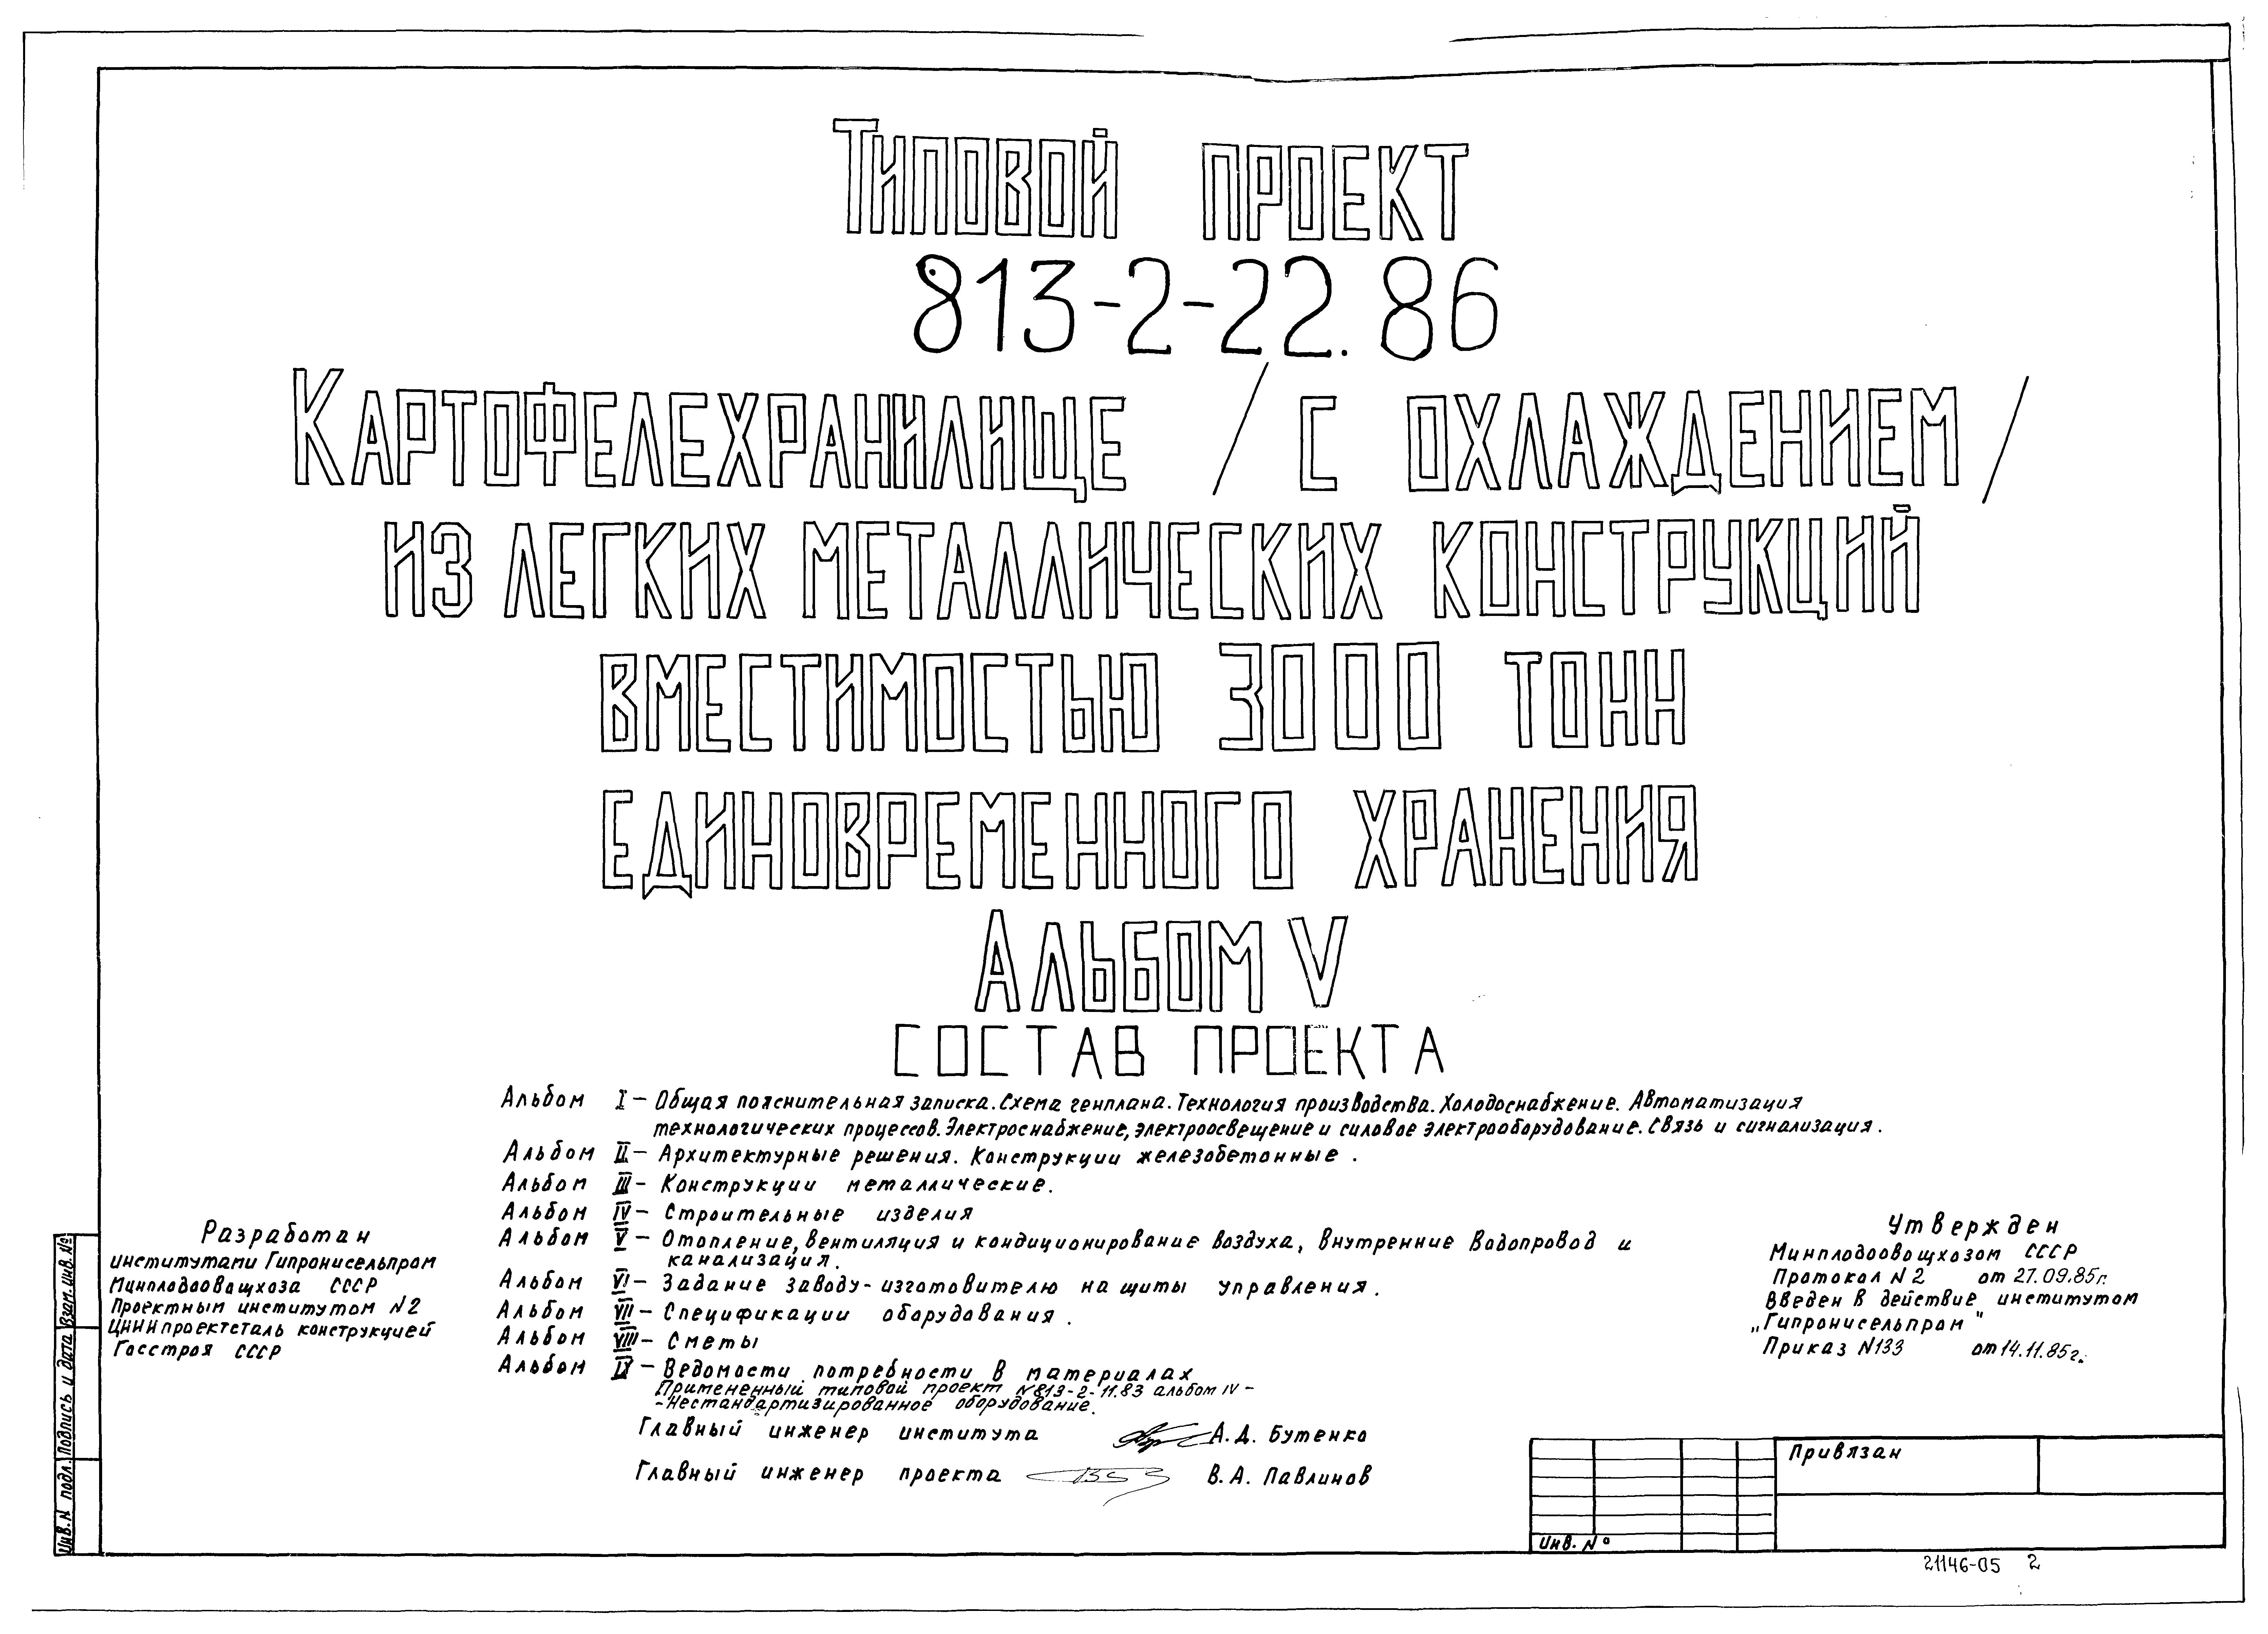 Типовой проект
813-2-22.86
Картофелехранилище /с охлаждением/
из легких металлических конструкций
вместимостью 3000 тонн
единовременного хранения
Альбом V
СОСТАВ ПРОЕКТА
Альбом I – Общая пояснительная записка. Схема генплана. Технология производства. Холодоснабжение. Автоматизация
технологических процессов. Электроснабжение, электроосвещение и силовое электрооборудование. Связь и сигнализация.
Альбом II – Архитектурные решения. Конструкции железобетонные.
Альбом III – Конструкции металлические.
Альбом IV – Строительные изделия
Альбом V – Отопление, вентиляция и кондиционирование воздуха, внутренние водопровод и
канализация.
Альбом VI – Задание заводу-изготовителю на щиты управления.
Альбом VII – Спецификации оборудования.
Альбом VIII – Сметы
Альбом IX – Ведомости потребности в материалах
Примененный типовой проект №813-2-11.83 альбом IV –
- Нестандартизированное оборудование.
Главный инженер института А.Д. Бутенко
Главный инженер проекта В.А. Павлинов
Разработан
институтами Гипронисельпром
Минплодоовощхоза СССР
Проектным институтом №2
ЦНИИпроектсталь конструкцией
Госстроя СССР
Утвержден
Минплодоовощхозом СССР
Протокол №2 от 27.09.85г.
Введен в действие институтом
„Гипронисельпром"
Приказ №133 от 14.11.85г.
Привязан
Инв. №
21146-05 2
Инв. № подл. Подпись и дата Взам. инв. №